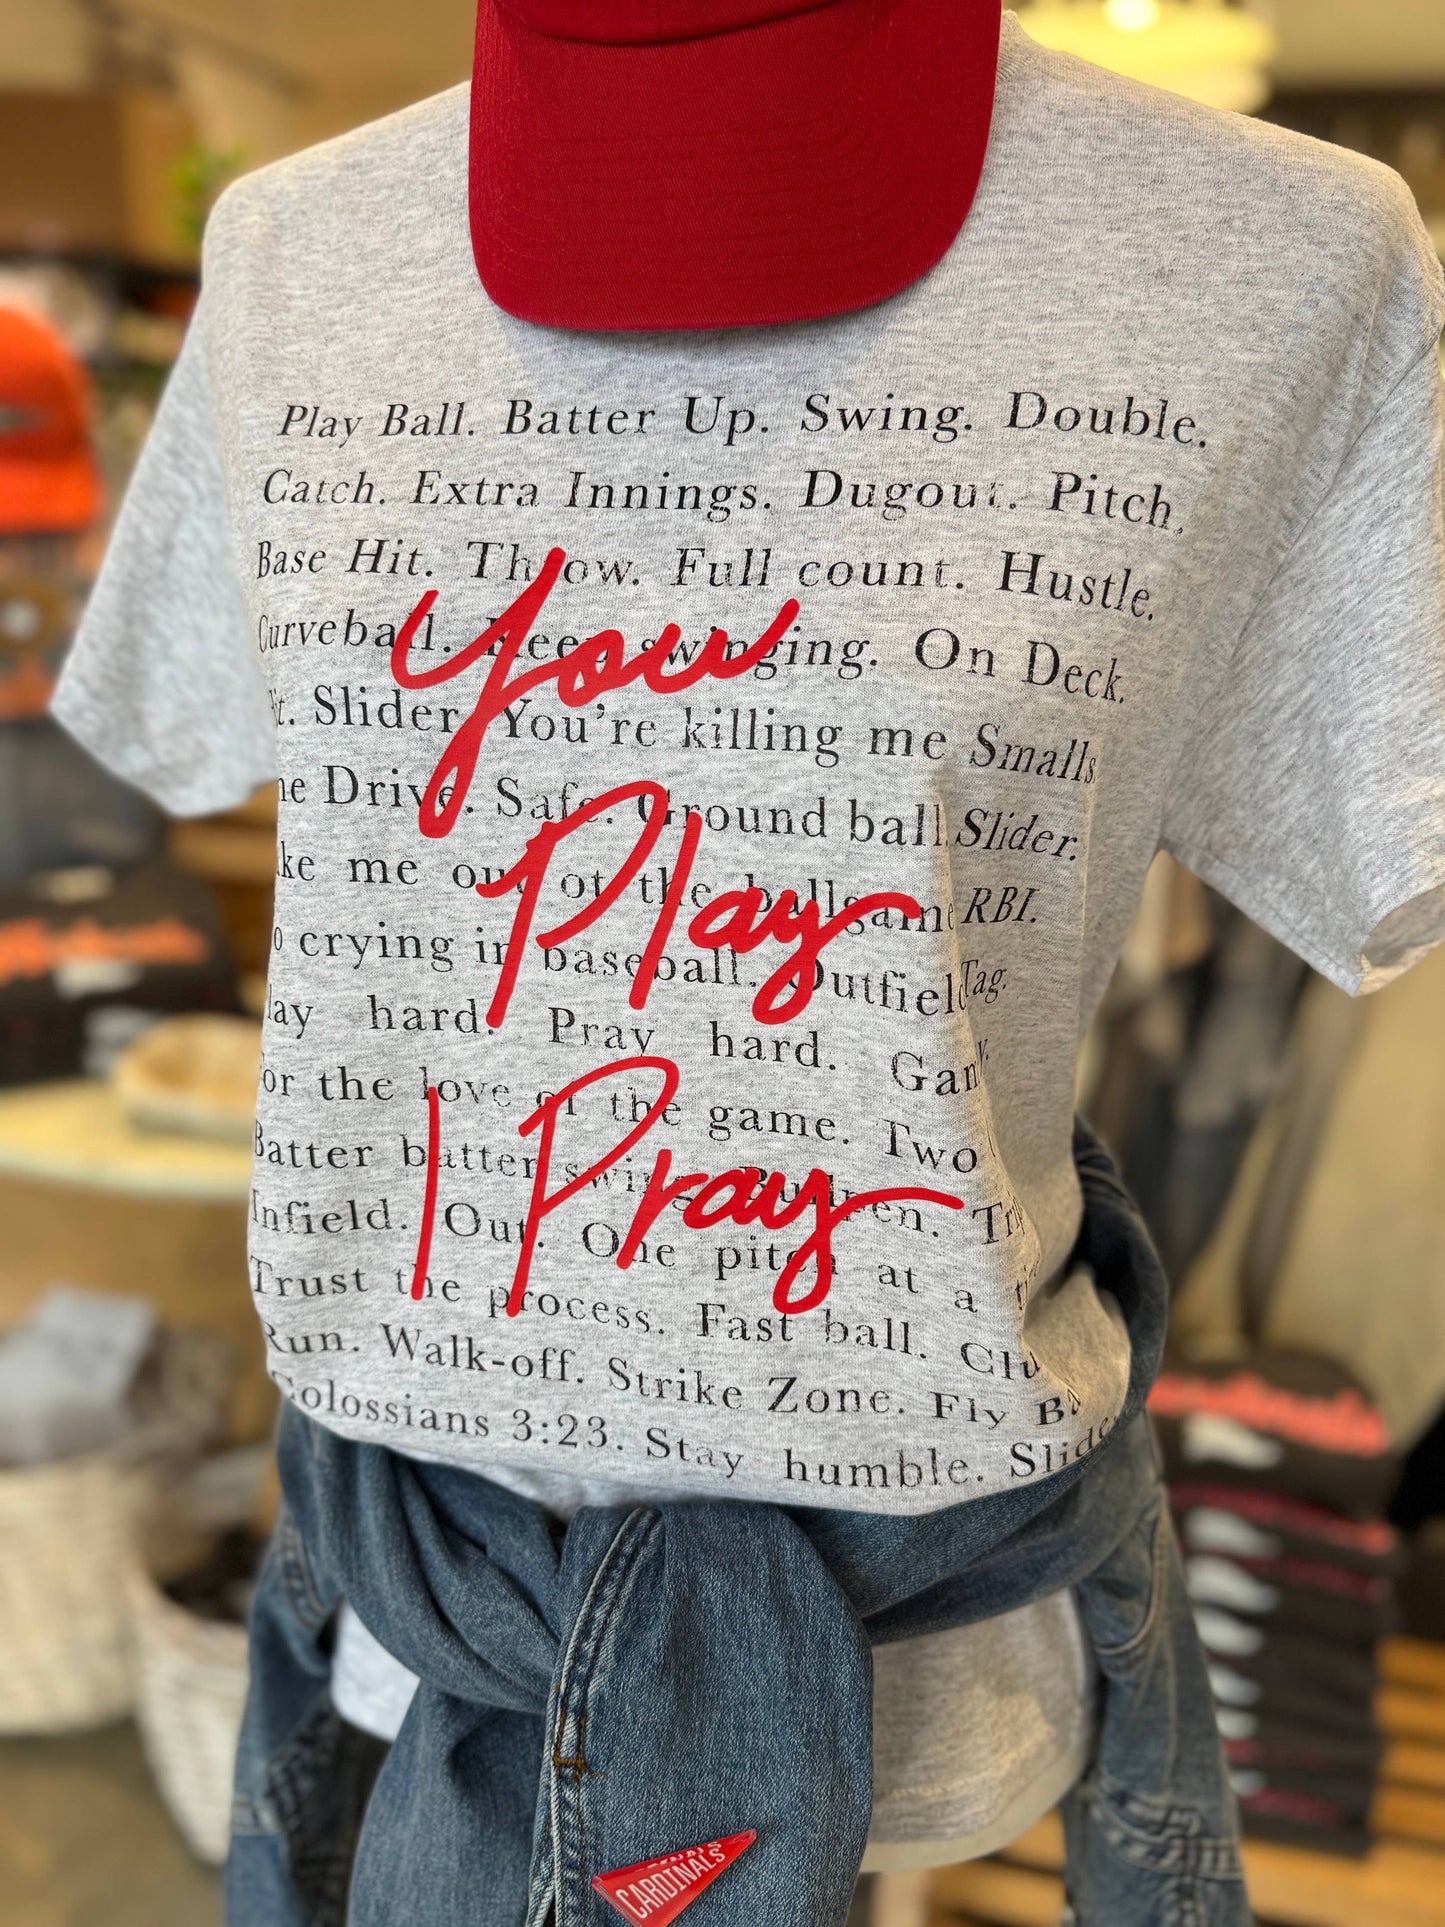 Play Ball. Batter Up. Swing. Double.
Catch. Extra Innings. Dugout. Pitch.
Base Hit. Throw. Full count. Hustle.
Curveball. Keep swinging. On Deck.
Slider. You're killing me Smalls.
Drive. Safe. Ground ball. Slider.
me out of the ballgame RBI.
crying in baseball. Outfield Tag.
hard. Pray hard.
for the love of the game. Two
Batter batter swing. Bullpen.
Infield. Out. One pitch at a
Trust the process. Fast ball.
Run. Walk-off. Strike Zone. Fly
Colossians 3:23. Stay humble.
You
Play
I Pray
CARDINALS